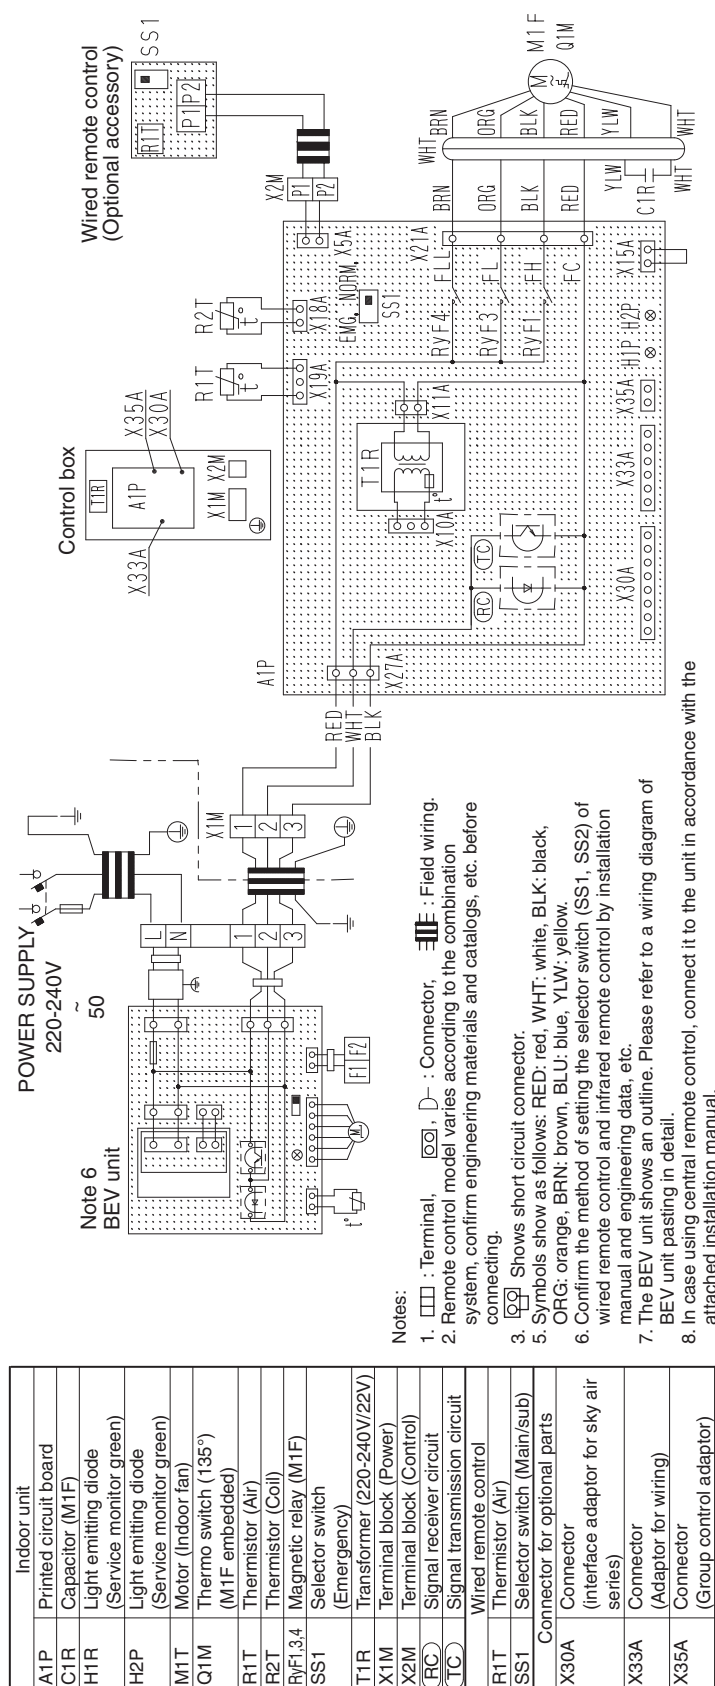 POWER SUPPLY
220-240V
~
50
Note 6
BEV unit
L
N
1
2
3
F1 F2
M
t°
X1M
1
2
3
RED
WHT
BLK
Control box
T1R
A1P
X1M X2M
X33A
X35A
X30A
Wired remote control
(Optional accessory)
SS1
R1T
P1 P2
X2M
P1
P2
X5A
R2T
t°
X18A
R1T
t°
X19A
EMG. NORM.
SS1
A1P
X27A
T1R
X10A
t°
X11A
RC
TC
RyF4
RyF3
RyF1
FLL
FL
FH
FC
X21A
BRN
ORG
BLK
RED
WHT
BRN
ORG
BLK
RED
YLW
WHT
YLW
C1R
WHT
M1F
Q1M
M
~
X30A
X33A
X35A
H1P
H2P
X15A
Notes:
1. : Terminal, , : Connector, : Field wiring.
2. Remote control model varies according to the combination
system, confirm engineering materials and catalogs, etc. before
connecting.
3. Shows short circuit connector.
5. Symbols show as follows: RED: red, WHT: white, BLK: black,
ORG: orange, BRN: brown, BLU: blue, YLW: yellow.
6. Confirm the method of setting the selector switch (SS1, SS2) of
wired remote control and infrared remote control by installation
manual and engineering data, etc.
7. The BEV unit shows an outline. Please refer to a wiring diagram of
BEV unit pasting in detail.
8. In case using central remote control, connect it to the unit in accordance with the
attached installation manual.
Indoor unit
A1P Printed circuit board
C1R Capacitor (M1F)
H1R Light emitting diode
(Service monitor green)
H2P Light emitting diode
(Service monitor green)
M1T Motor (Indoor fan)
Q1M Thermo switch (135°)
(M1F embedded)
R1T Thermistor (Air)
R2T Thermistor (Coil)
RyF1,3,4 Magnetic relay (M1F)
SS1 Selector switch
(Emergency)
T1R Transformer (220-240V/22V)
X1M Terminal block (Power)
X2M Terminal block (Control)
RC Signal receiver circuit
TC Signal transmission circuit
Wired remote control
R1T Thermistor (Air)
SS1 Selector switch (Main/sub)
Connector for optional parts
X30A Connector
(interface adaptor for sky air
series)
X33A Connector
(Adaptor for wiring)
X35A Connector
(Group control adaptor)